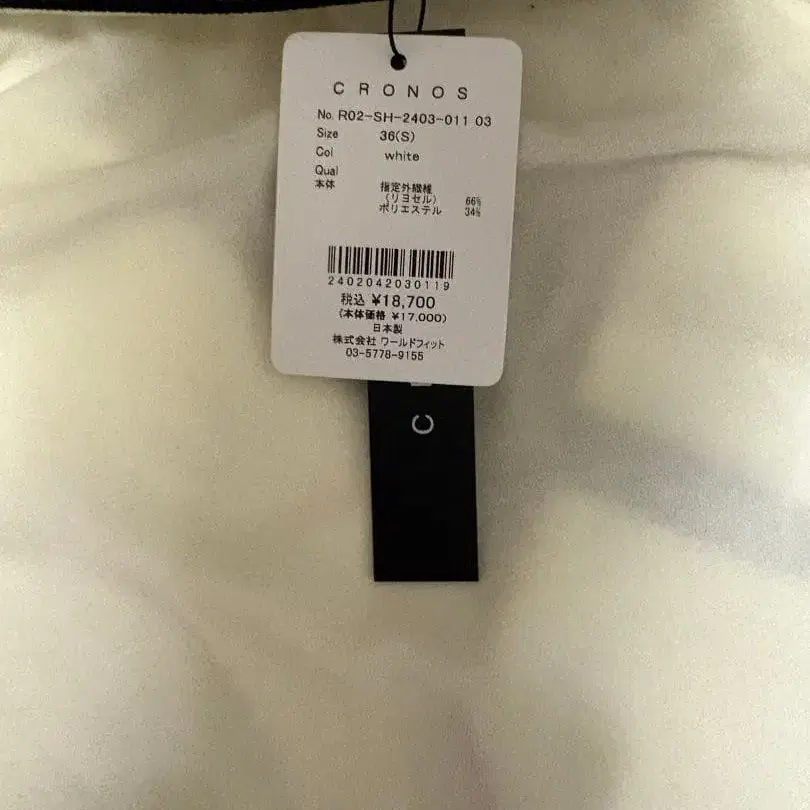 CRONOS
No. R02-SH-2403-011 03
Size 36(S)
Col white
Qual
本体 指定外繊維
(リヨセル) 66%
ポリエステル 34%
2402042030119
税込 ¥18,700
(本体価格 ¥17,000)
日本製
株式会社 ワールドフィット
03-5778-9155
C